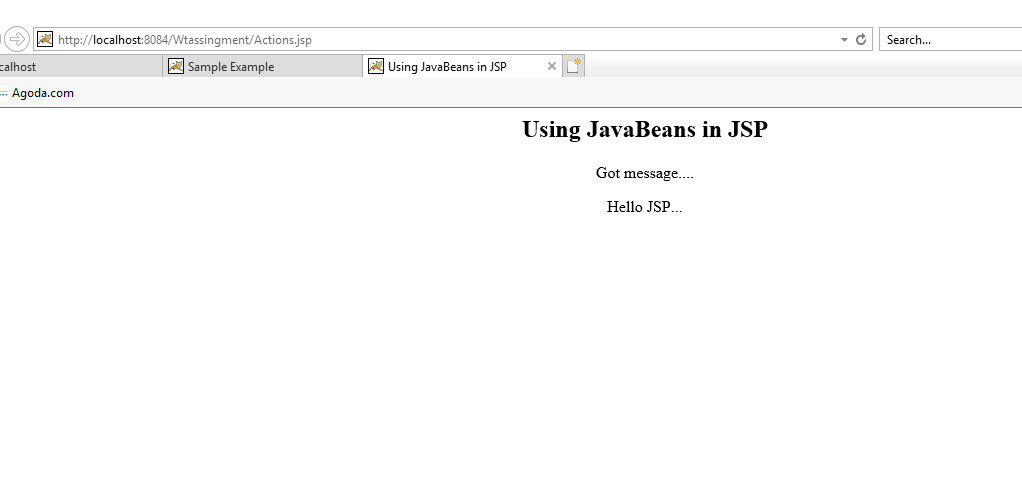 http://localhost:8084/Wtassingment/Actions.jsp
Search...
calhost
Sample Example
Using JavaBeans in JSP
Agoda.com
Using JavaBeans in JSP
Got message....
Hello JSP...